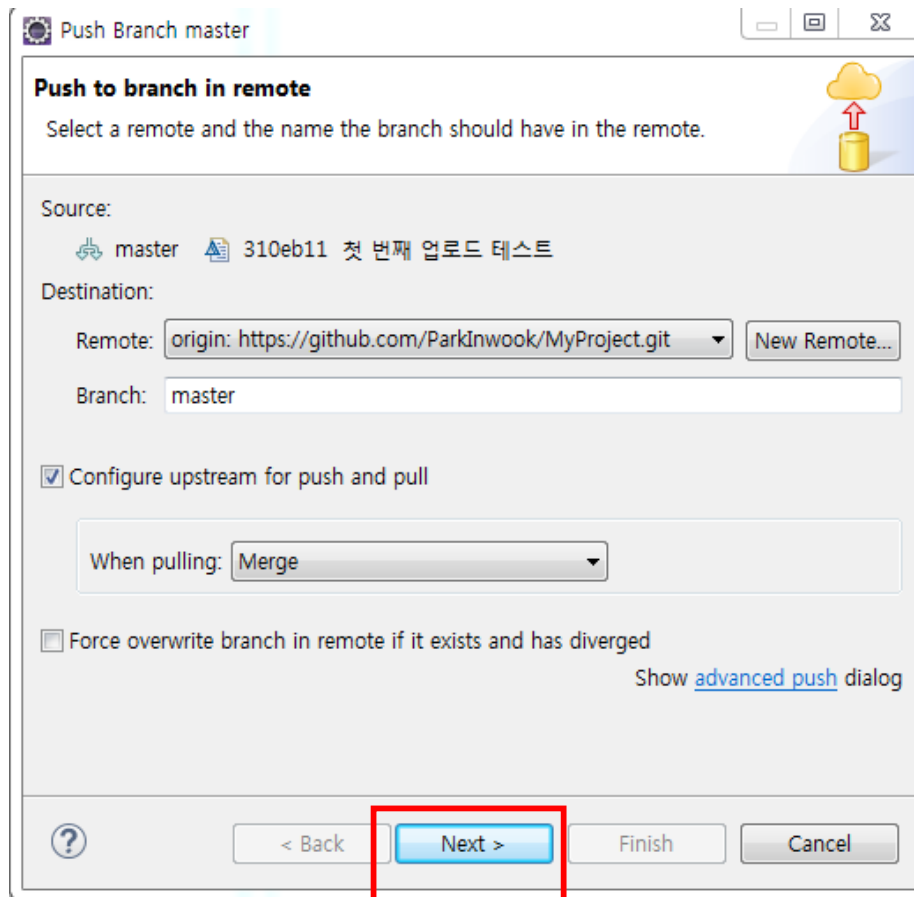 Push Branch master
Push to branch in remote
Select a remote and the name the branch should have in the remote.
Source:
master 310eb11 첫 번째 업로드 테스트
Destination:
Remote: origin: https://github.com/ParkInwook/MyProject.git New Remote...
Branch: master
Configure upstream for push and pull
When pulling: Merge
Force overwrite branch in remote if it exists and has diverged
Show advanced push dialog
? < Back Next > Finish Cancel